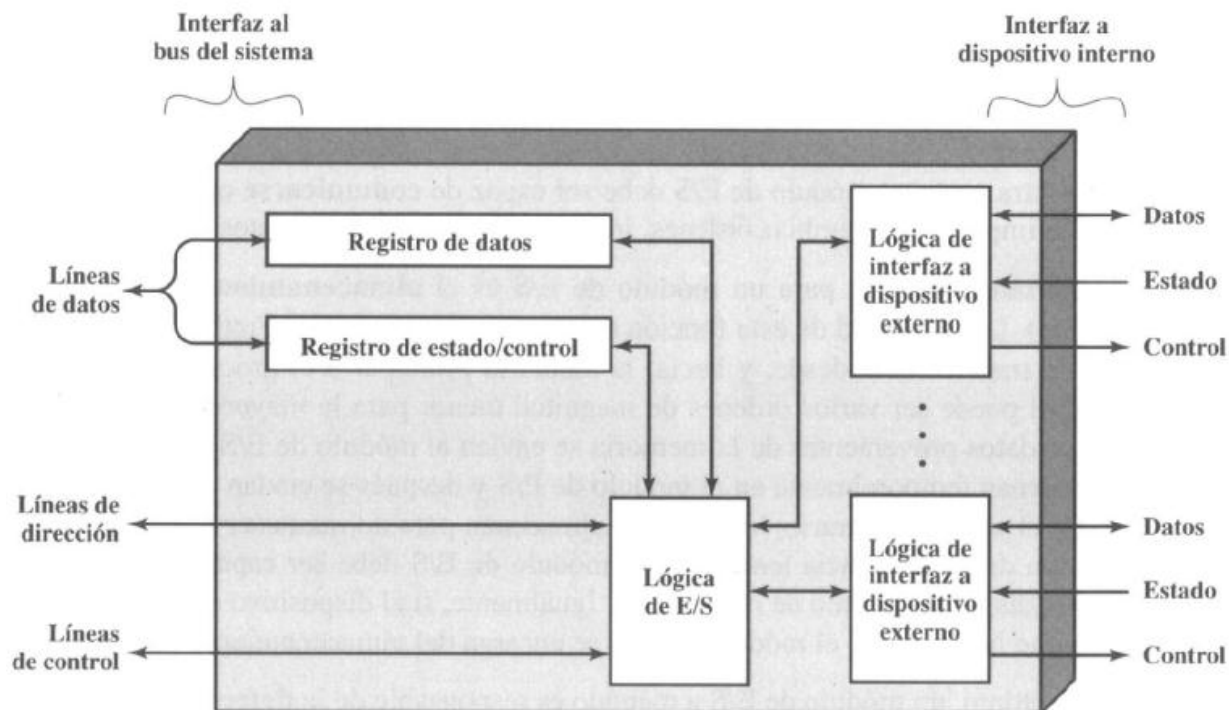 Interfaz al
bus del sistema
Interfaz a
dispositivo interno
Líneas
de datos
Registro de datos
Registro de estado/control
Lógica de
interfaz a
dispositivo
externo
Datos
Estado
Control
Líneas de
dirección
Líneas
de control
Lógica
de E/S
Lógica de
interfaz a
dispositivo
externo
Datos
Estado
Control